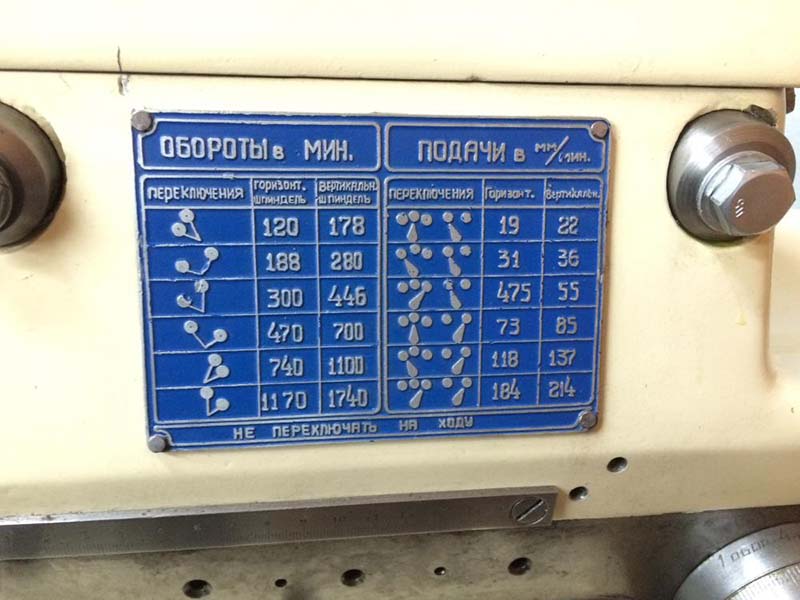 ОБОРОТЫ в МИН. ПОДАЧИ в ММ/МИН.
ПЕРЕКЛЮЧЕНИЯ ГОРИЗОНТ. ШПИНДЕЛЬ ВЕРТИКАЛЬН. ШПИНДЕЛЬ ПЕРЕКЛЮЧЕНИЯ Горизонт. Вертикальн.
120 178 19 22
188 280 31 36
300 446 475 55
470 700 73 85
740 1100 118 137
1170 1740 184 214
НЕ ПЕРЕКЛЮЧАТЬ НА ХОДУ